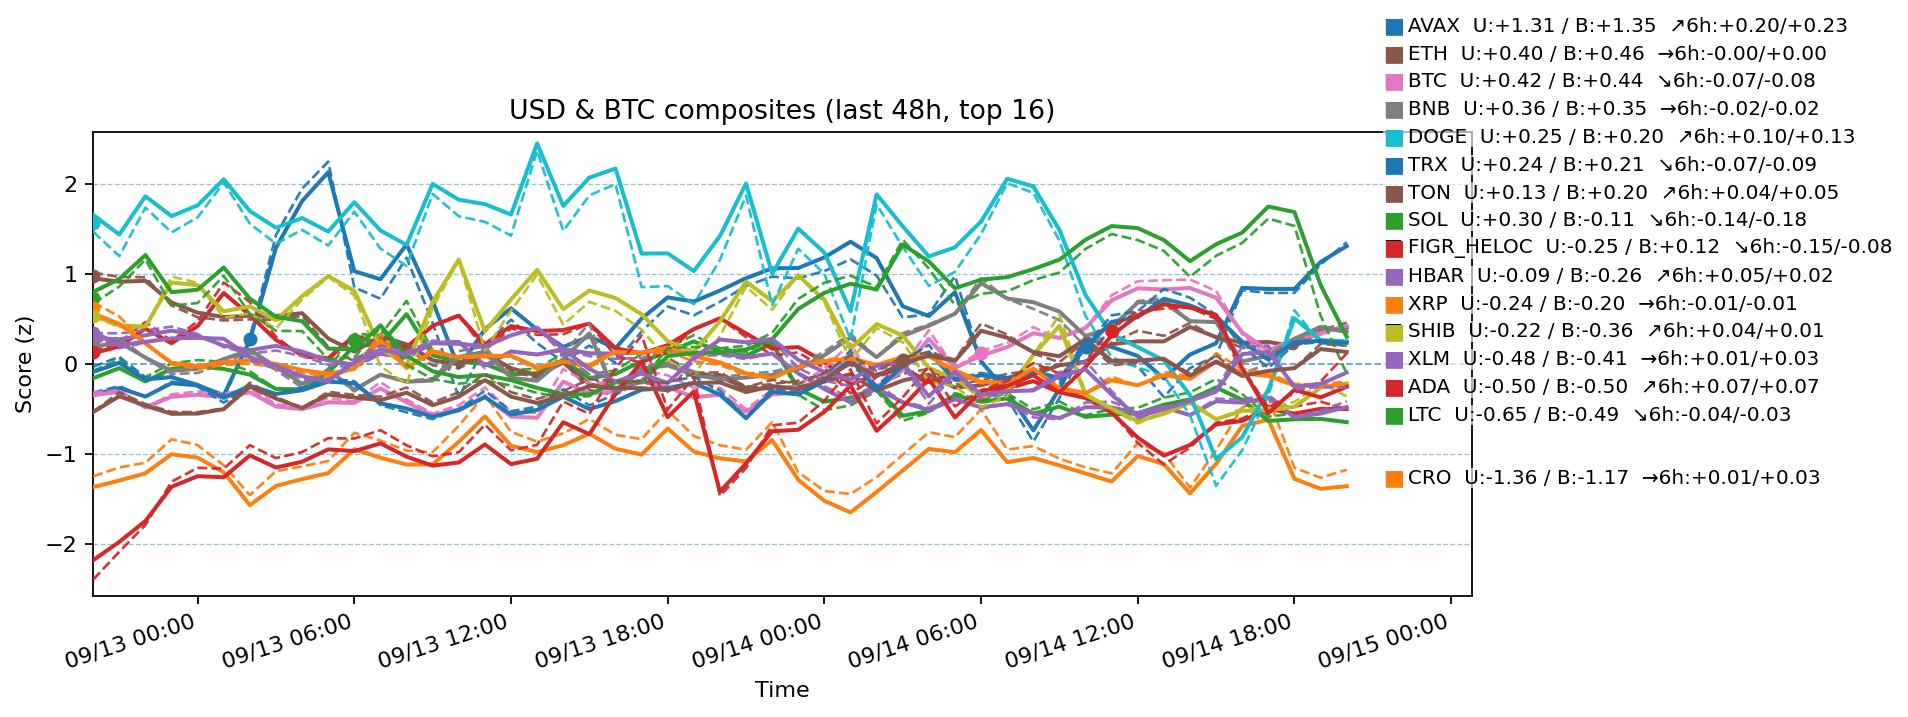 AVAX  U:+1.31 / B:+1.35  ↗6h:+0.20/+0.23
ETH  U:+0.40 / B:+0.46  →6h:-0.00/+0.00
BTC  U:+0.42 / B:+0.44  ↘6h:-0.07/-0.08
BNB  U:+0.36 / B:+0.35  →6h:-0.02/-0.02
DOGE  U:+0.25 / B:+0.20  ↗6h:+0.10/+0.13
TRX  U:+0.24 / B:+0.21  ↘6h:-0.07/-0.09
TON  U:+0.13 / B:+0.20  ↗6h:+0.04/+0.05
SOL  U:+0.30 / B:-0.11  ↘6h:-0.14/-0.18
FIGR_HELOC  U:-0.25 / B:+0.12  ↘6h:-0.15/-0.08
HBAR  U:-0.09 / B:-0.26  ↗6h:+0.05/+0.02
XRP  U:-0.24 / B:-0.20  →6h:-0.01/-0.01
SHIB  U:-0.22 / B:-0.36  ↗6h:+0.04/+0.01
XLM  U:-0.48 / B:-0.41  →6h:+0.01/+0.03
ADA  U:-0.50 / B:-0.50  ↗6h:+0.07/+0.07
LTC  U:-0.65 / B:-0.49  ↘6h:-0.04/-0.03
CRO  U:-1.36 / B:-1.17  →6h:+0.01/+0.03
USD & BTC composites (last 48h, top 16)
Score (z)
2
1
0
−1
−2
09/13 00:00
09/13 06:00
09/13 12:00
09/13 18:00
09/14 00:00
09/14 06:00
09/14 12:00
09/14 18:00
09/15 00:00
Time